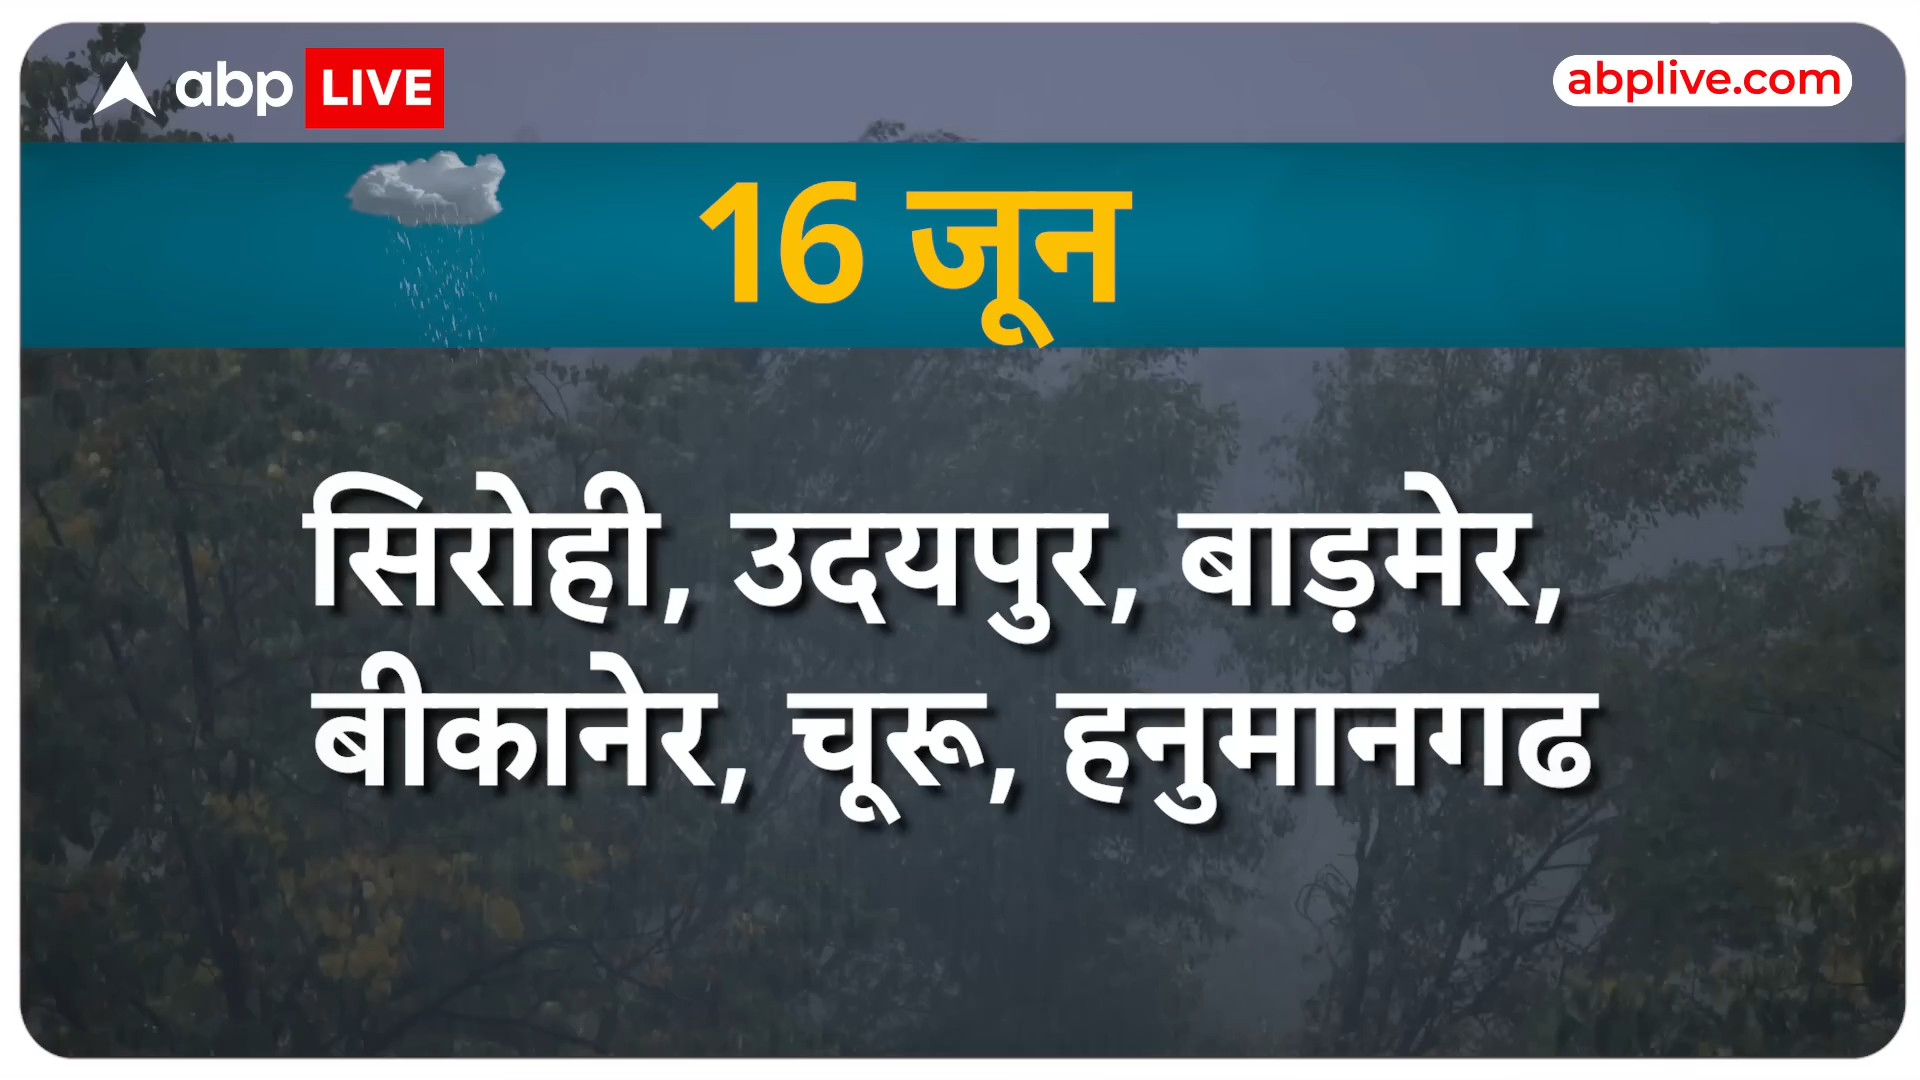 abp LIVE
abplive.com
16 जून
सिरोही, उदयपुर, बाड़मेर,
बीकानेर, चूरू, हनुमानगढ